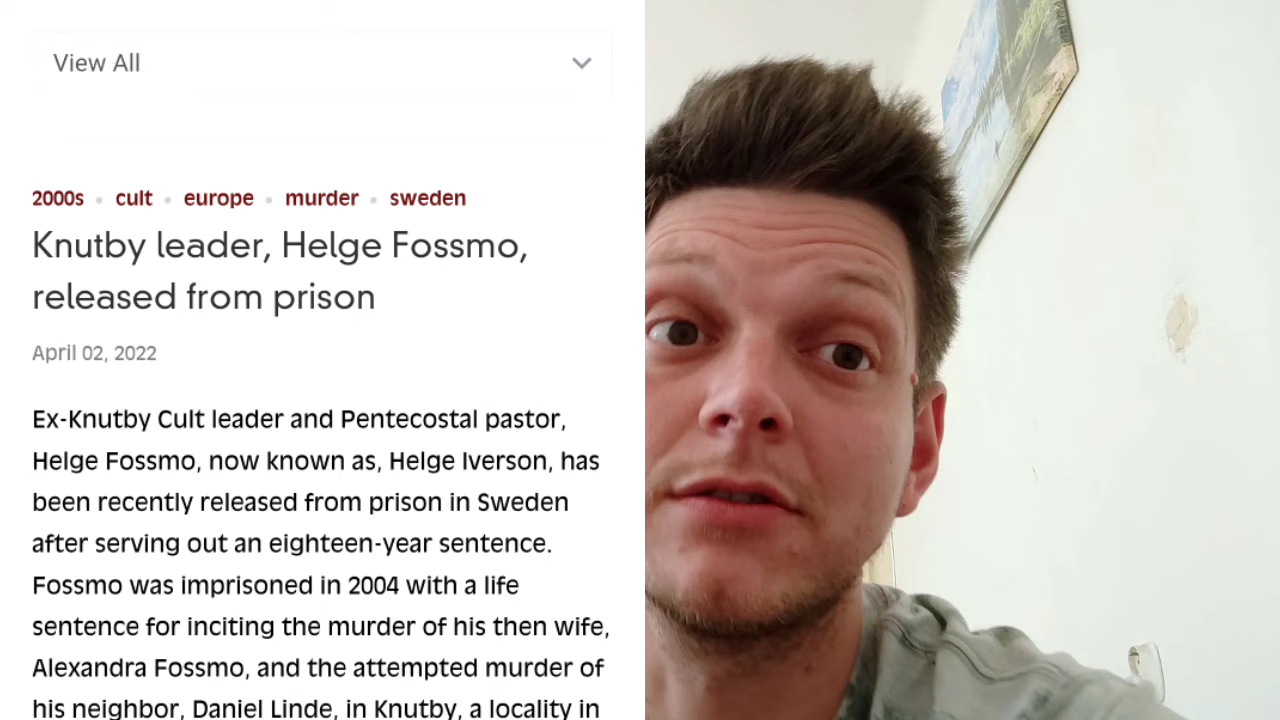 View All
2000s • cult • europe • murder • sweden
Knutby leader, Helge Fossmo,
released from prison
April 02, 2022
Ex-Knutby Cult leader and Pentecostal pastor,
Helge Fossmo, now known as, Helge Iverson, has
been recently released from prison in Sweden
after serving out an eighteen-year sentence.
Fossmo was imprisoned in 2004 with a life
sentence for inciting the murder of his then wife,
Alexandra Fossmo, and the attempted murder of
his neighbor, Daniel Linde, in Knutby, a locality in